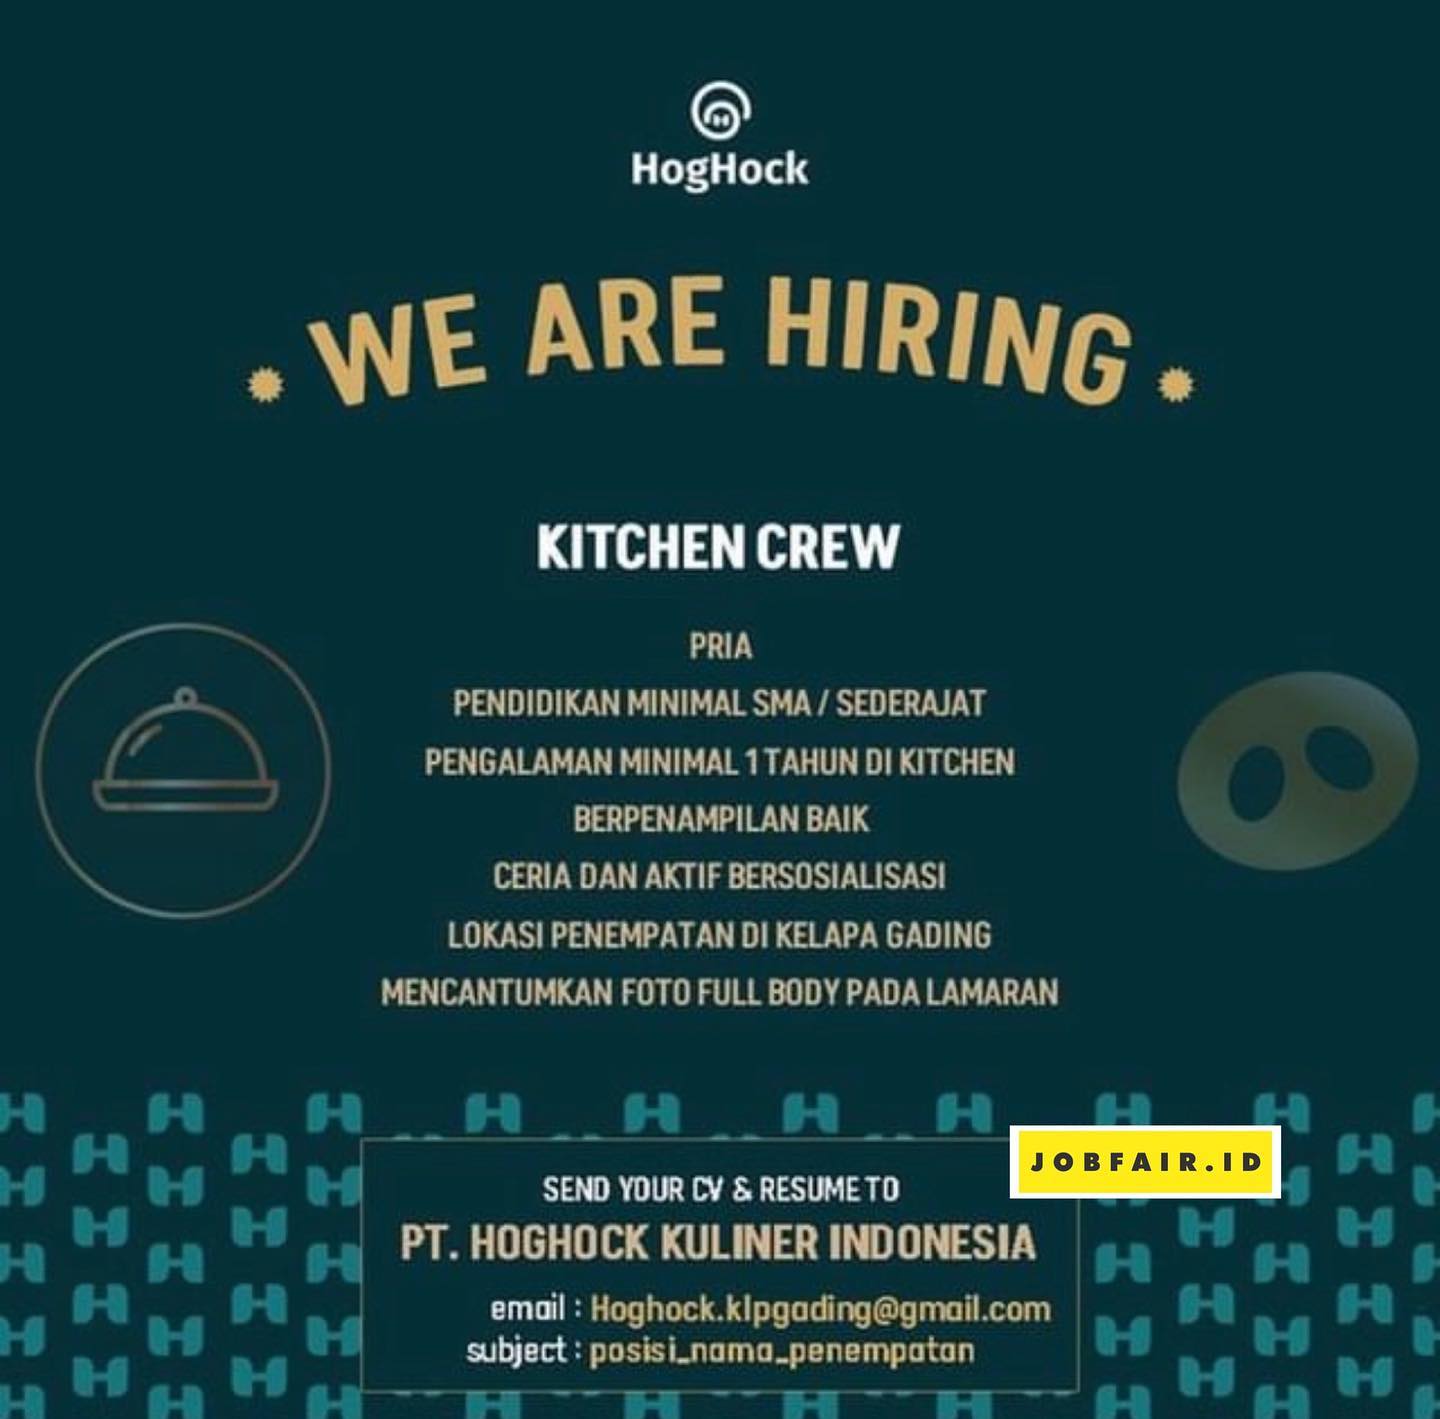 HogHock
WE ARE HIRING
KITCHEN CREW
PRIA
PENDIDIKAN MINIMAL SMA / SEDERAJAT
PENGALAMAN MINIMAL 1 TAHUN DI KITCHEN
BERPENAMPILAN BAIK
CERIA DAN AKTIF BERSOSIALISASI
LOKASI PENEMPATAN DI KELAPA GADING
MENCANTUMKAN FOTO FULL BODY PADA LAMARAN
JOBFAIR.ID
SEND YOUR CV & RESUME TO
PT. HOGHOCK KULINER INDONESIA
email : Hoghock.klpgading@gmail.com
subject : posisi_nama_penempatan